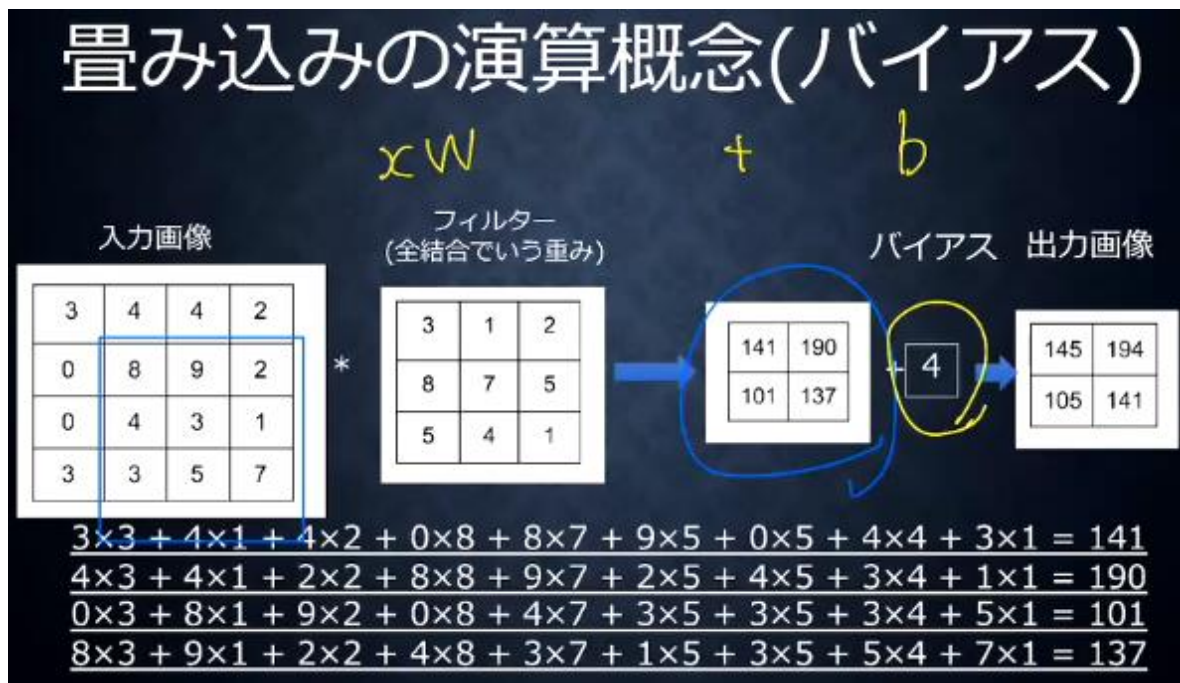 畳み込みの演算概念(バイアス)
xW + b
入力画像
フィルター
(全結合でいう重み)
バイアス
出力画像
3 4 4 2
0 8 9 2
0 4 3 1
3 3 5 7
*
3 1 2
8 7 5
5 4 1
141 190
101 137
+ 4
145 194
105 141
3×3 + 4×1 + 4×2 + 0×8 + 8×7 + 9×5 + 0×5 + 4×4 + 3×1 = 141
4×3 + 4×1 + 2×2 + 8×8 + 9×7 + 2×5 + 4×5 + 3×4 + 1×1 = 190
0×3 + 8×1 + 9×2 + 0×8 + 4×7 + 3×5 + 3×5 + 3×4 + 5×1 = 101
8×3 + 9×1 + 2×2 + 4×8 + 3×7 + 1×5 + 3×5 + 5×4 + 7×1 = 137